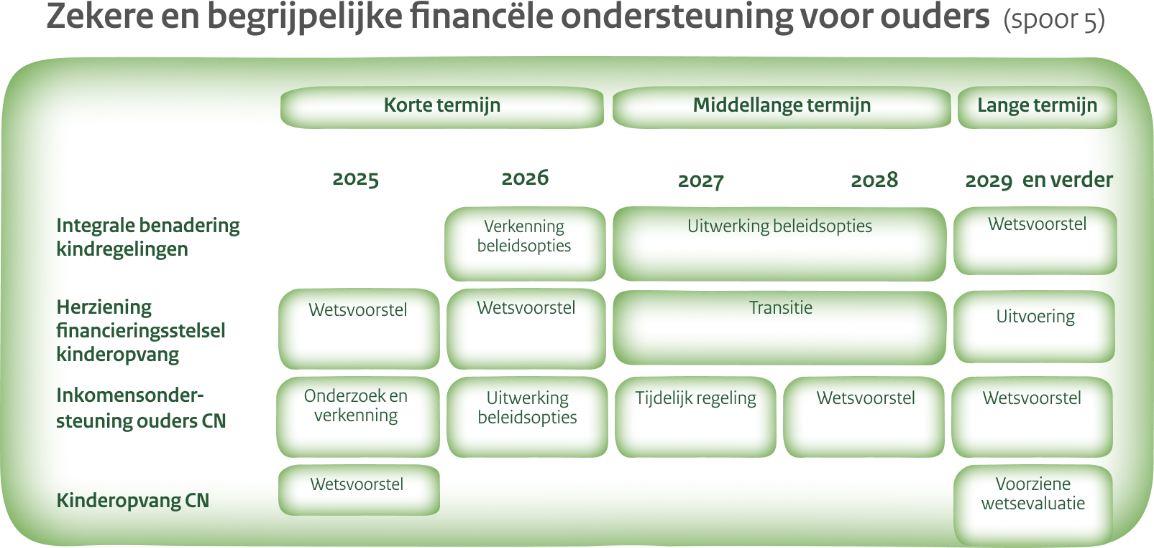 Zekere en begrijpelijke financële ondersteuning voor ouders (spoor 5)
Korte termijn
Middellange termijn
Lange termijn
2025
2026
2027
2028
2029 en verder
Integrale benadering
kindregelingen
Verkenning
beleidsopties
Uitwerking beleidsopties
Wetsvoorstel
Herziening
financieringsstelsel
kinderopvang
Wetsvoorstel
Wetsvoorstel
Transitie
Uitvoering
Inkomensonder-
steuning ouders CN
Onderzoek en
verkenning
Uitwerking
beleidsopties
Tijdelijk regeling
Wetsvoorstel
Wetsvoorstel
Kinderopvang CN
Wetsvoorstel
Voorziene
wetsevaluatie